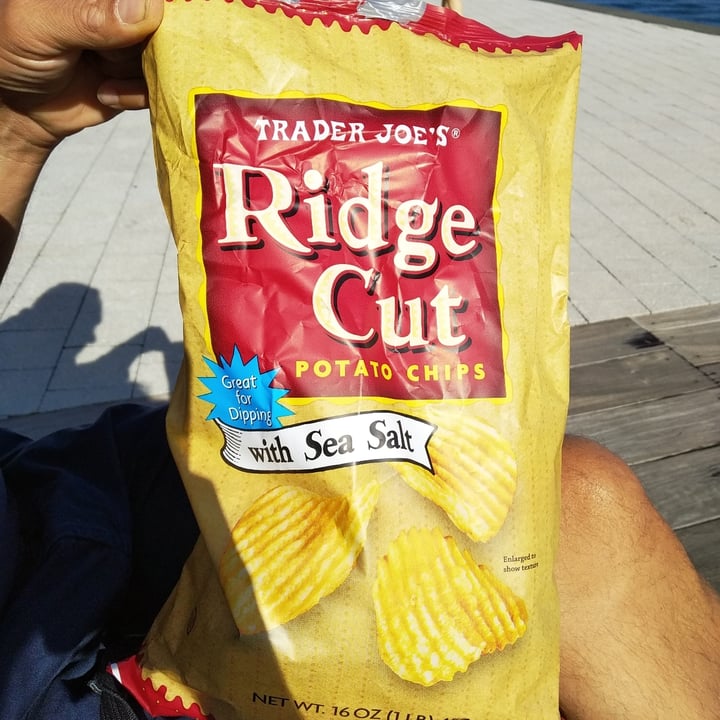 TRADER JOE'S®
Ridge
Cut
POTATO CHIPS
Great
for
Dipping
with Sea Salt
Enlarged to
show texture
NET WT. 16 OZ (1 LB)